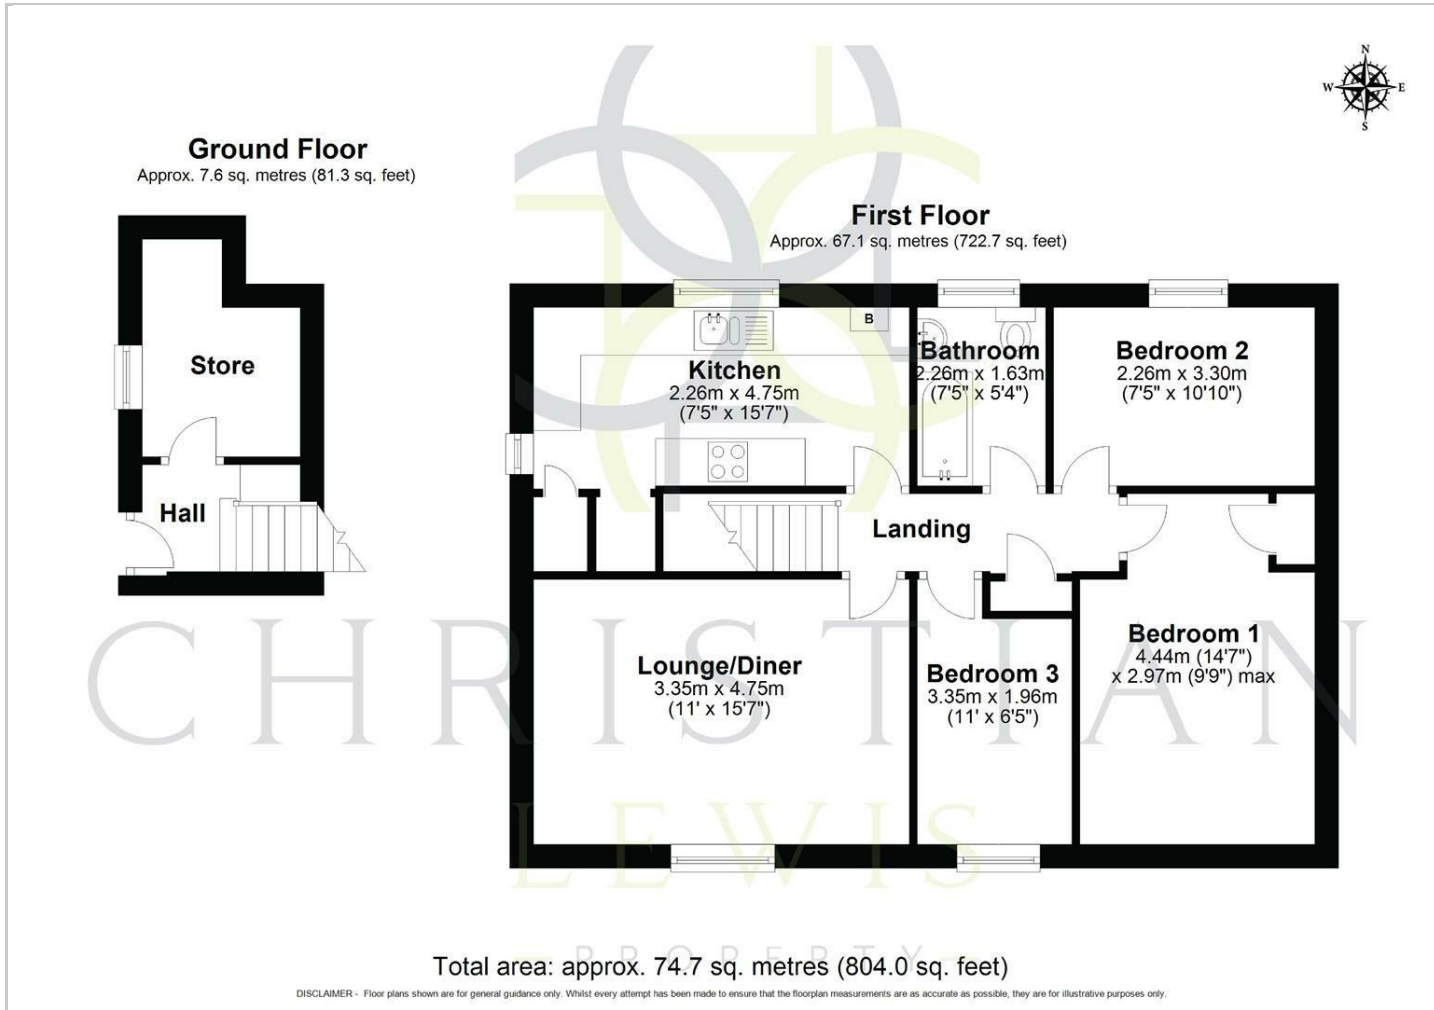 N
W E
S
Ground Floor
Approx. 7.6 sq. metres (81.3 sq. feet)
First Floor
Approx. 67.1 sq. metres (722.7 sq. feet)
Store
Hall
B
Kitchen
2.26m x 4.75m
(7'5" x 15'7")
Bathroom
2.26m x 1.63m
(7'5" x 5'4")
Bedroom 2
2.26m x 3.30m
(7'5" x 10'10")
Landing
Lounge/Diner
3.35m x 4.75m
(11' x 15'7")
Bedroom 3
3.35m x 1.96m
(11' x 6'5")
Bedroom 1
4.44m (14'7")
x 2.97m (9'9") max
CHRISTIAN
LEWIS
PROPERTY
Total area: approx. 74.7 sq. metres (804.0 sq. feet)
DISCLAIMER - Floor plans shown are for general guidance only. Whilst every attempt has been made to ensure that the floorplan measurements are as accurate as possible, they are for illustrative purposes only.